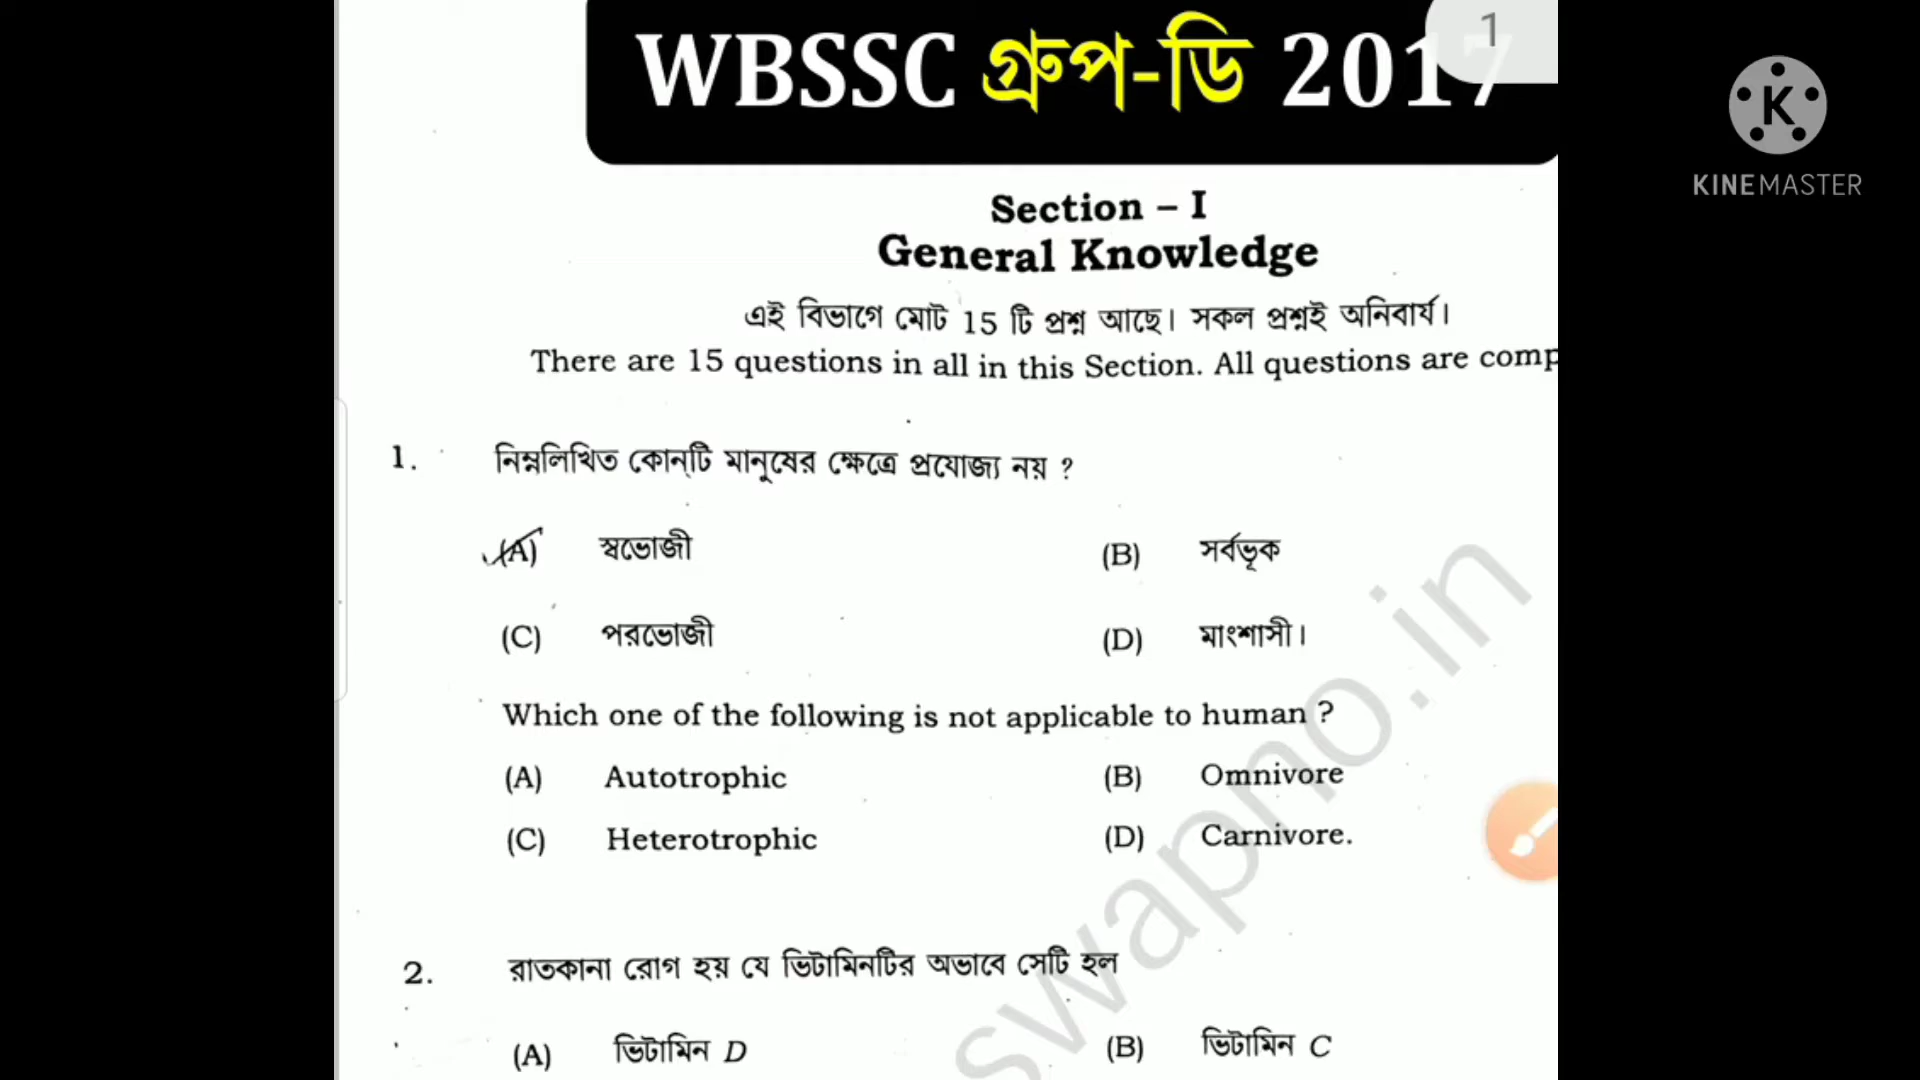 WBSSC গ্রুপ-ডি 2017
1
KINEMASTER
Section – I
General Knowledge
এই বিভাগে মোট 15 টি প্রশ্ন আছে। সকল প্রশ্নই অনিবার্য।
There are 15 questions in all in this Section. All questions are comp
1. নিম্নলিখিত কোন্‌টি মানুষের ক্ষেত্রে প্রযোজ্য নয় ?
(A) স্বভোজী (B) সর্বভূক
(C) পরভোজী (D) মাংশাসী।
Which one of the following is not applicable to human ?
(A) Autotrophic (B) Omnivore
(C) Heterotrophic (D) Carnivore.
2. রাতকানা রোগ হয় যে ভিটামিনটির অভাবে সেটি হল
(A) ভিটামিন D (B) ভিটামিন C
swapno.in